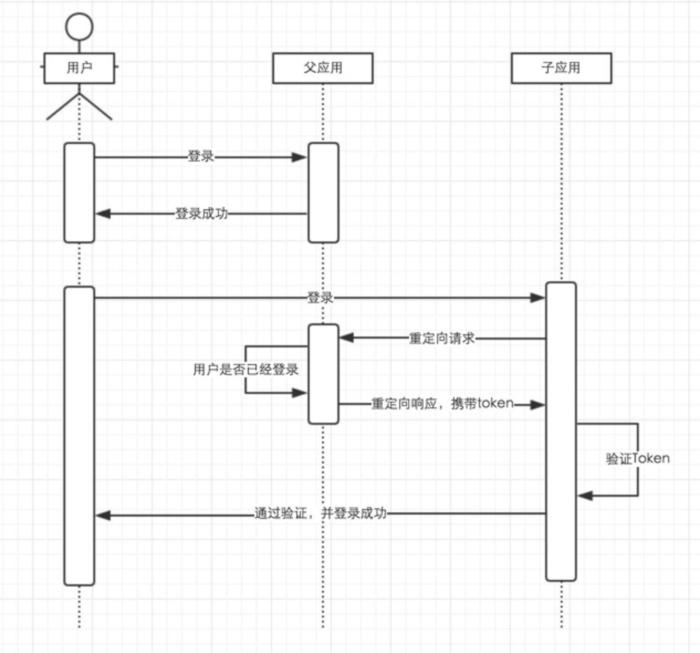 用户
父应用
子应用
登录
登录成功
登录
重定向请求
用户是否已经登录
重定向响应，携带token
验证Token
通过验证，并登录成功